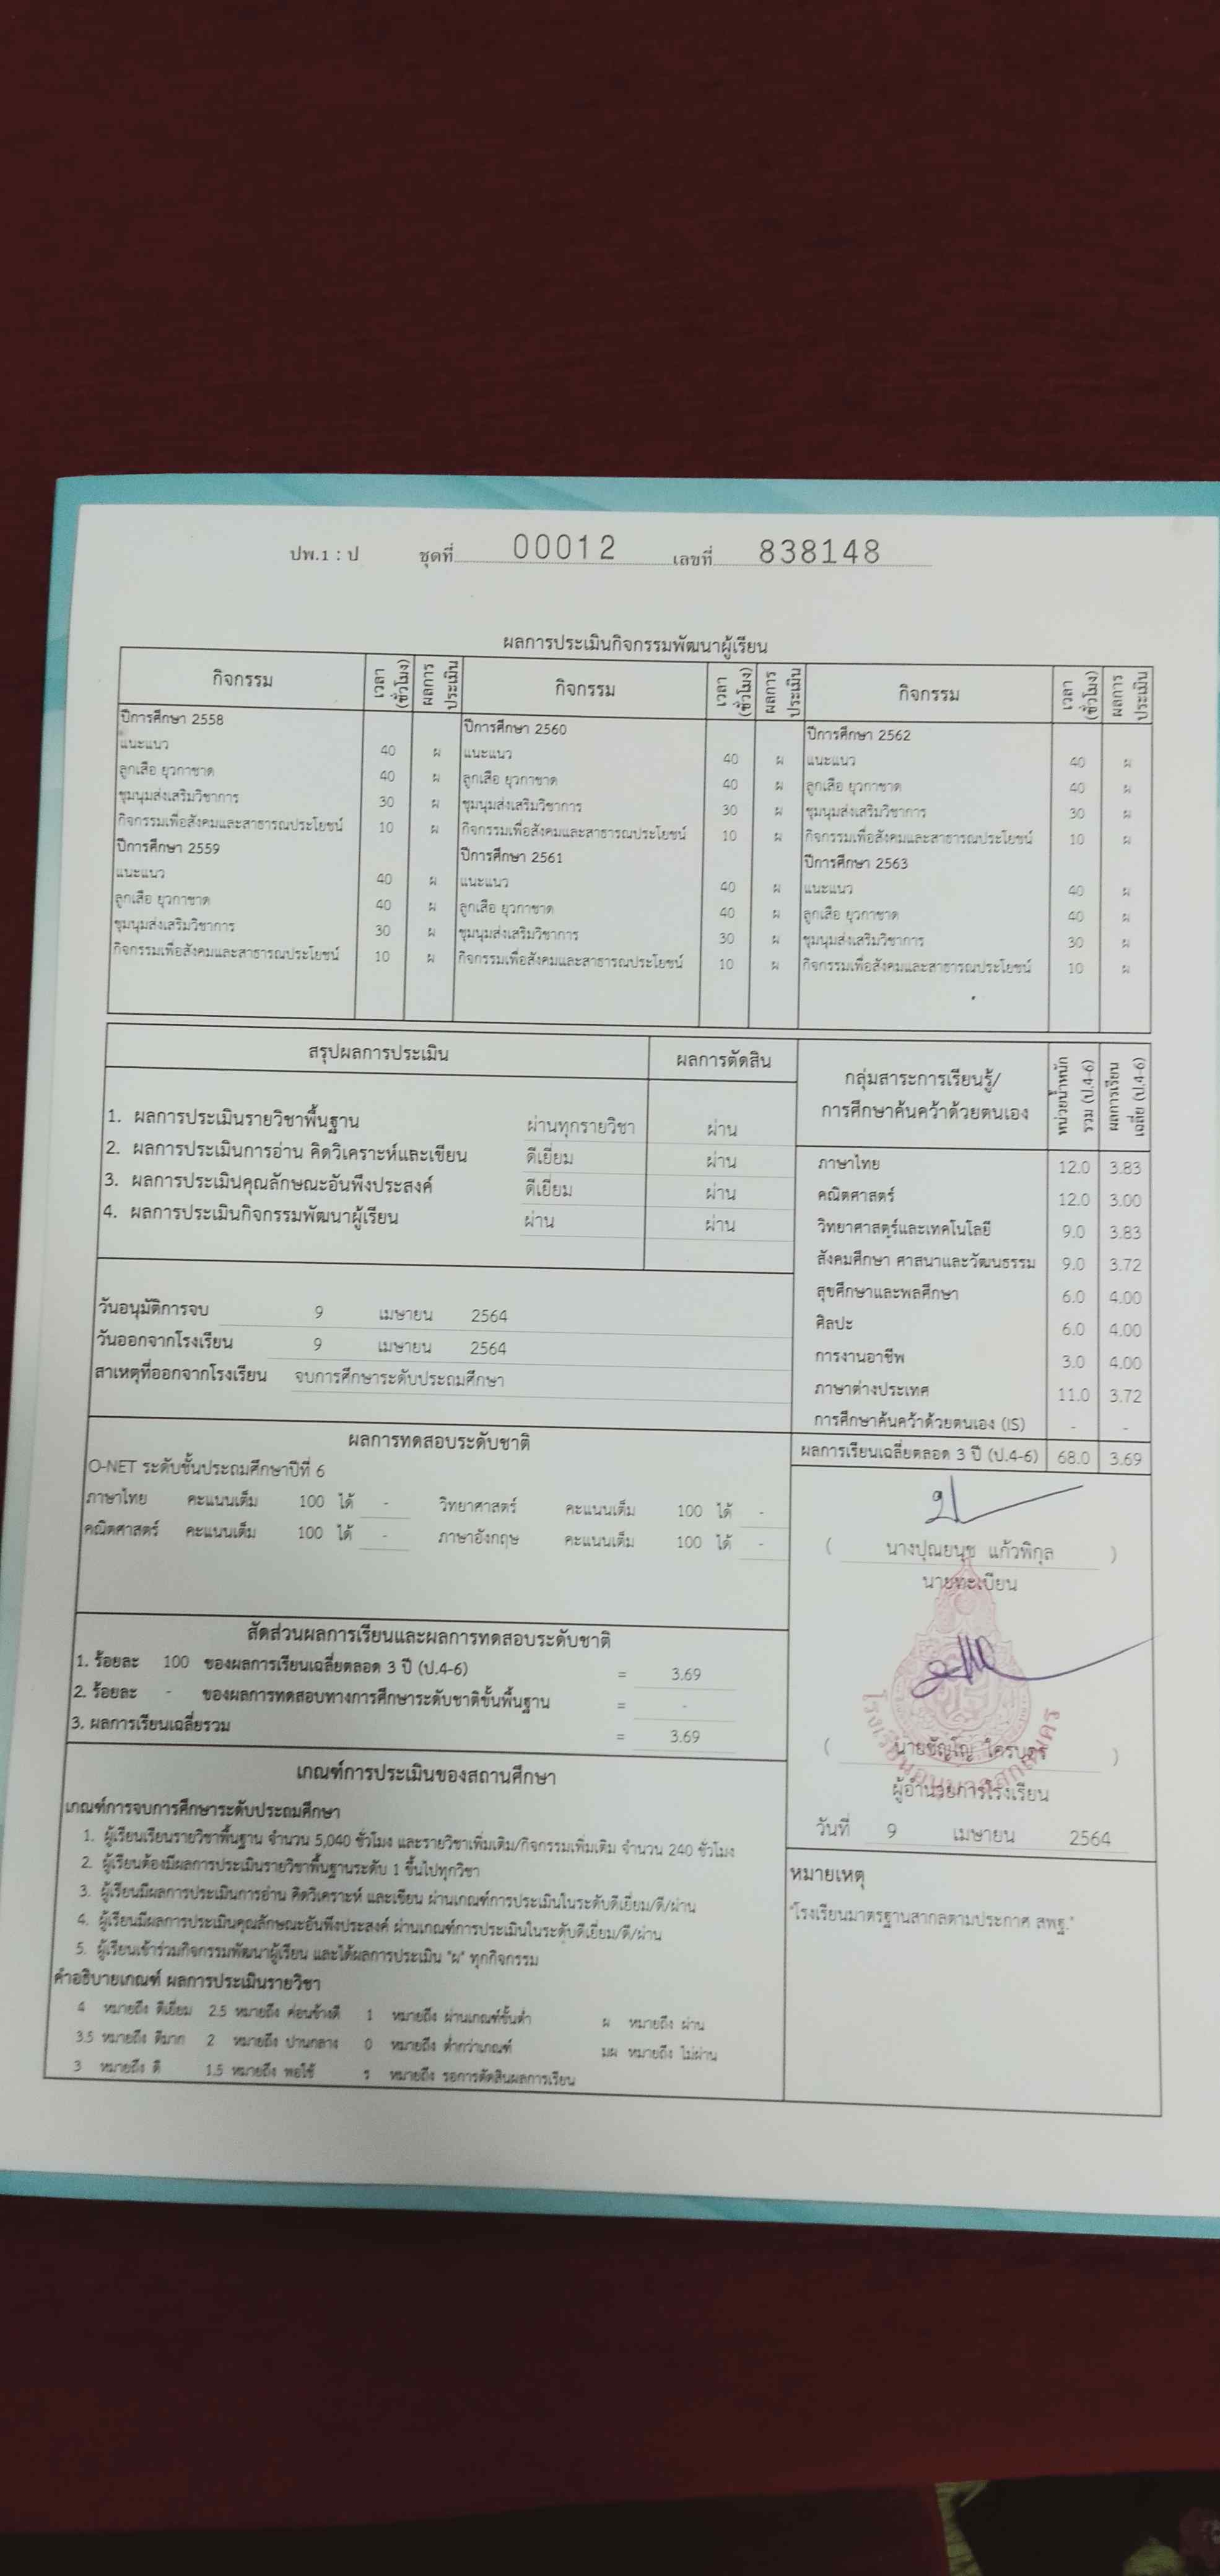 ปพ.1 : ป ชุดที่ 00012 เลขที่ 838148
ผลการประเมินกิจกรรมพัฒนาผู้เรียน
กิจกรรม เวลา (ชั่วโมง) ผลการประเมิน กิจกรรม เวลา (ชั่วโมง) ผลการประเมิน กิจกรรม เวลา (ชั่วโมง) ผลการประเมิน
ปีการศึกษา 2558 ปีการศึกษา 2560 ปีการศึกษา 2562
แนะแนว 40 ผ แนะแนว 40 ผ แนะแนว 40 ผ
ลูกเสือ ยุวกาชาด 40 ผ ลูกเสือ ยุวกาชาด 40 ผ ลูกเสือ ยุวกาชาด 40 ผ
ชุมนุมส่งเสริมวิชาการ 30 ผ ชุมนุมส่งเสริมวิชาการ 30 ผ ชุมนุมส่งเสริมวิชาการ 30 ผ
กิจกรรมเพื่อสังคมและสาธารณประโยชน์ 10 ผ กิจกรรมเพื่อสังคมและสาธารณประโยชน์ 10 ผ กิจกรรมเพื่อสังคมและสาธารณประโยชน์ 10 ผ
ปีการศึกษา 2559 ปีการศึกษา 2561 ปีการศึกษา 2563
แนะแนว 40 ผ แนะแนว 40 ผ แนะแนว 40 ผ
ลูกเสือ ยุวกาชาด 40 ผ ลูกเสือ ยุวกาชาด 40 ผ ลูกเสือ ยุวกาชาด 40 ผ
ชุมนุมส่งเสริมวิชาการ 30 ผ ชุมนุมส่งเสริมวิชาการ 30 ผ ชุมนุมส่งเสริมวิชาการ 30 ผ
กิจกรรมเพื่อสังคมและสาธารณประโยชน์ 10 ผ กิจกรรมเพื่อสังคมและสาธารณประโยชน์ 10 ผ กิจกรรมเพื่อสังคมและสาธารณประโยชน์ 10 ผ
สรุปผลการประเมิน ผลการตัดสิน
1. ผลการประเมินรายวิชาพื้นฐาน ผ่านทุกรายวิชา ผ่าน
2. ผลการประเมินการอ่าน คิดวิเคราะห์และเขียน ดีเยี่ยม ผ่าน
3. ผลการประเมินคุณลักษณะอันพึงประสงค์ ดีเยี่ยม ผ่าน
4. ผลการประเมินกิจกรรมพัฒนาผู้เรียน ผ่าน ผ่าน
วันอนุมัติการจบ 9 เมษายน 2564
วันออกจากโรงเรียน 9 เมษายน 2564
สาเหตุที่ออกจากโรงเรียน จบการศึกษาระดับประถมศึกษา
ผลการทดสอบระดับชาติ
O-NET ระดับชั้นประถมศึกษาปีที่ 6
ภาษาไทย คะแนนเต็ม 100 ได้ - วิทยาศาสตร์ คะแนนเต็ม 100 ได้ -
คณิตศาสตร์ คะแนนเต็ม 100 ได้ - ภาษาอังกฤษ คะแนนเต็ม 100 ได้ -
สัดส่วนผลการเรียนและผลการทดสอบระดับชาติ
1. ร้อยละ 100 ของผลการเรียนเฉลี่ยตลอด 3 ปี (ป.4-6) = 3.69
2. ร้อยละ - ของผลการทดสอบทางการศึกษาระดับชาติขั้นพื้นฐาน = -
3. ผลการเรียนเฉลี่ยรวม = 3.69
เกณฑ์การประเมินของสถานศึกษา
เกณฑ์การจบการศึกษาระดับประถมศึกษา
1. ผู้เรียนเรียนรายวิชาพื้นฐาน จำนวน 5,040 ชั่วโมง และรายวิชาเพิ่มเติม/กิจกรรมเพิ่มเติม จำนวน 240 ชั่วโมง
2. ผู้เรียนต้องมีผลการประเมินรายวิชาพื้นฐานระดับ 1 ขึ้นไปทุกวิชา
3. ผู้เรียนมีผลการประเมินการอ่าน คิดวิเคราะห์ และเขียน ผ่านเกณฑ์การประเมินในระดับดีเยี่ยม/ดี/ผ่าน
4. ผู้เรียนมีผลการประเมินคุณลักษณะอันพึงประสงค์ ผ่านเกณฑ์การประเมินในระดับดีเยี่ยม/ดี/ผ่าน
5. ผู้เรียนเข้าร่วมกิจกรรมพัฒนาผู้เรียน และได้ผลการประเมิน "ผ" ทุกกิจกรรม
คำอธิบายเกณฑ์ ผลการประเมินรายวิชา
4 หมายถึง ดีเยี่ยม 2.5 หมายถึง ค่อนข้างดี 1 หมายถึง ผ่านเกณฑ์ขั้นต่ำ ผ หมายถึง ผ่าน
3.5 หมายถึง ดีมาก 2 หมายถึง ปานกลาง 0 หมายถึง ต่ำกว่าเกณฑ์ มผ หมายถึง ไม่ผ่าน
3 หมายถึง ดี 1.5 หมายถึง พอใช้ ร หมายถึง รอการตัดสินผลการเรียน
กลุ่มสาระการเรียนรู้/ หน่วยน้ำหนัก ผลการเรียน
การศึกษาค้นคว้าด้วยตนเอง รวม (ป.4-6) เฉลี่ย (ป.4-6)
ภาษาไทย 12.0 3.83
คณิตศาสตร์ 12.0 3.00
วิทยาศาสตร์และเทคโนโลยี 9.0 3.83
สังคมศึกษา ศาสนาและวัฒนธรรม 9.0 3.72
สุขศึกษาและพลศึกษา 6.0 4.00
ศิลปะ 6.0 4.00
การงานอาชีพ 3.0 4.00
ภาษาต่างประเทศ 11.0 3.72
การศึกษาค้นคว้าด้วยตนเอง (IS) - -
ผลการเรียนเฉลี่ยตลอด 3 ปี (ป.4-6) 68.0 3.69
( นางปุณยนุช แก้วพิกุล )
นายทะเบียน
( นายชัญโญ ใครบุตร )
ผู้อำนวยการโรงเรียน
วันที่ 9 เมษายน 2564
หมายเหตุ
"โรงเรียนมาตรฐานสากลตามประกาศ สพฐ."